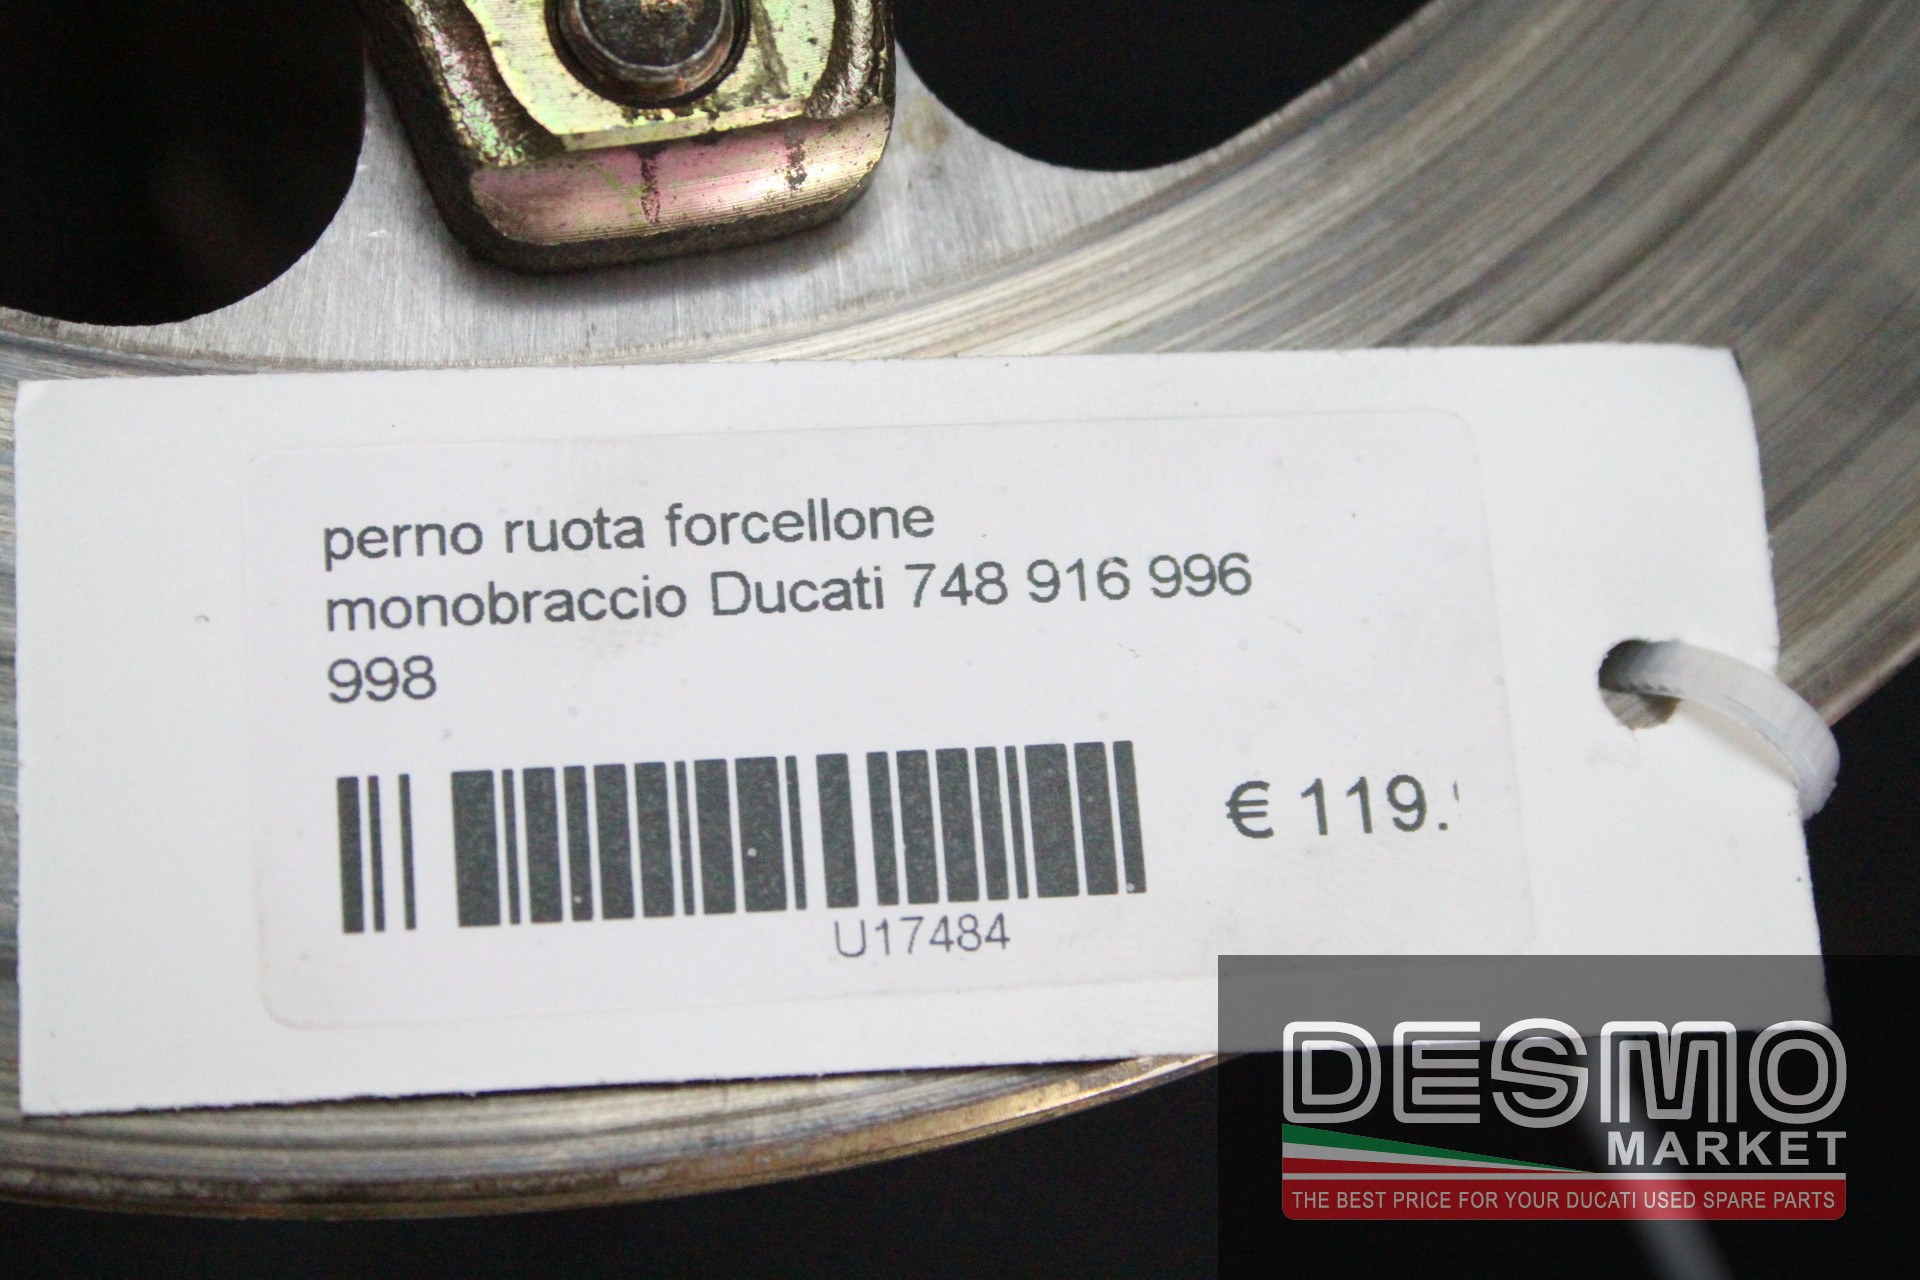 perno ruota forcellone
monobraccio Ducati 748 916 996
998
€ 119.
U17484
DESMO
MARKET
THE BEST PRICE FOR YOUR DUCATI USED SPARE PARTS